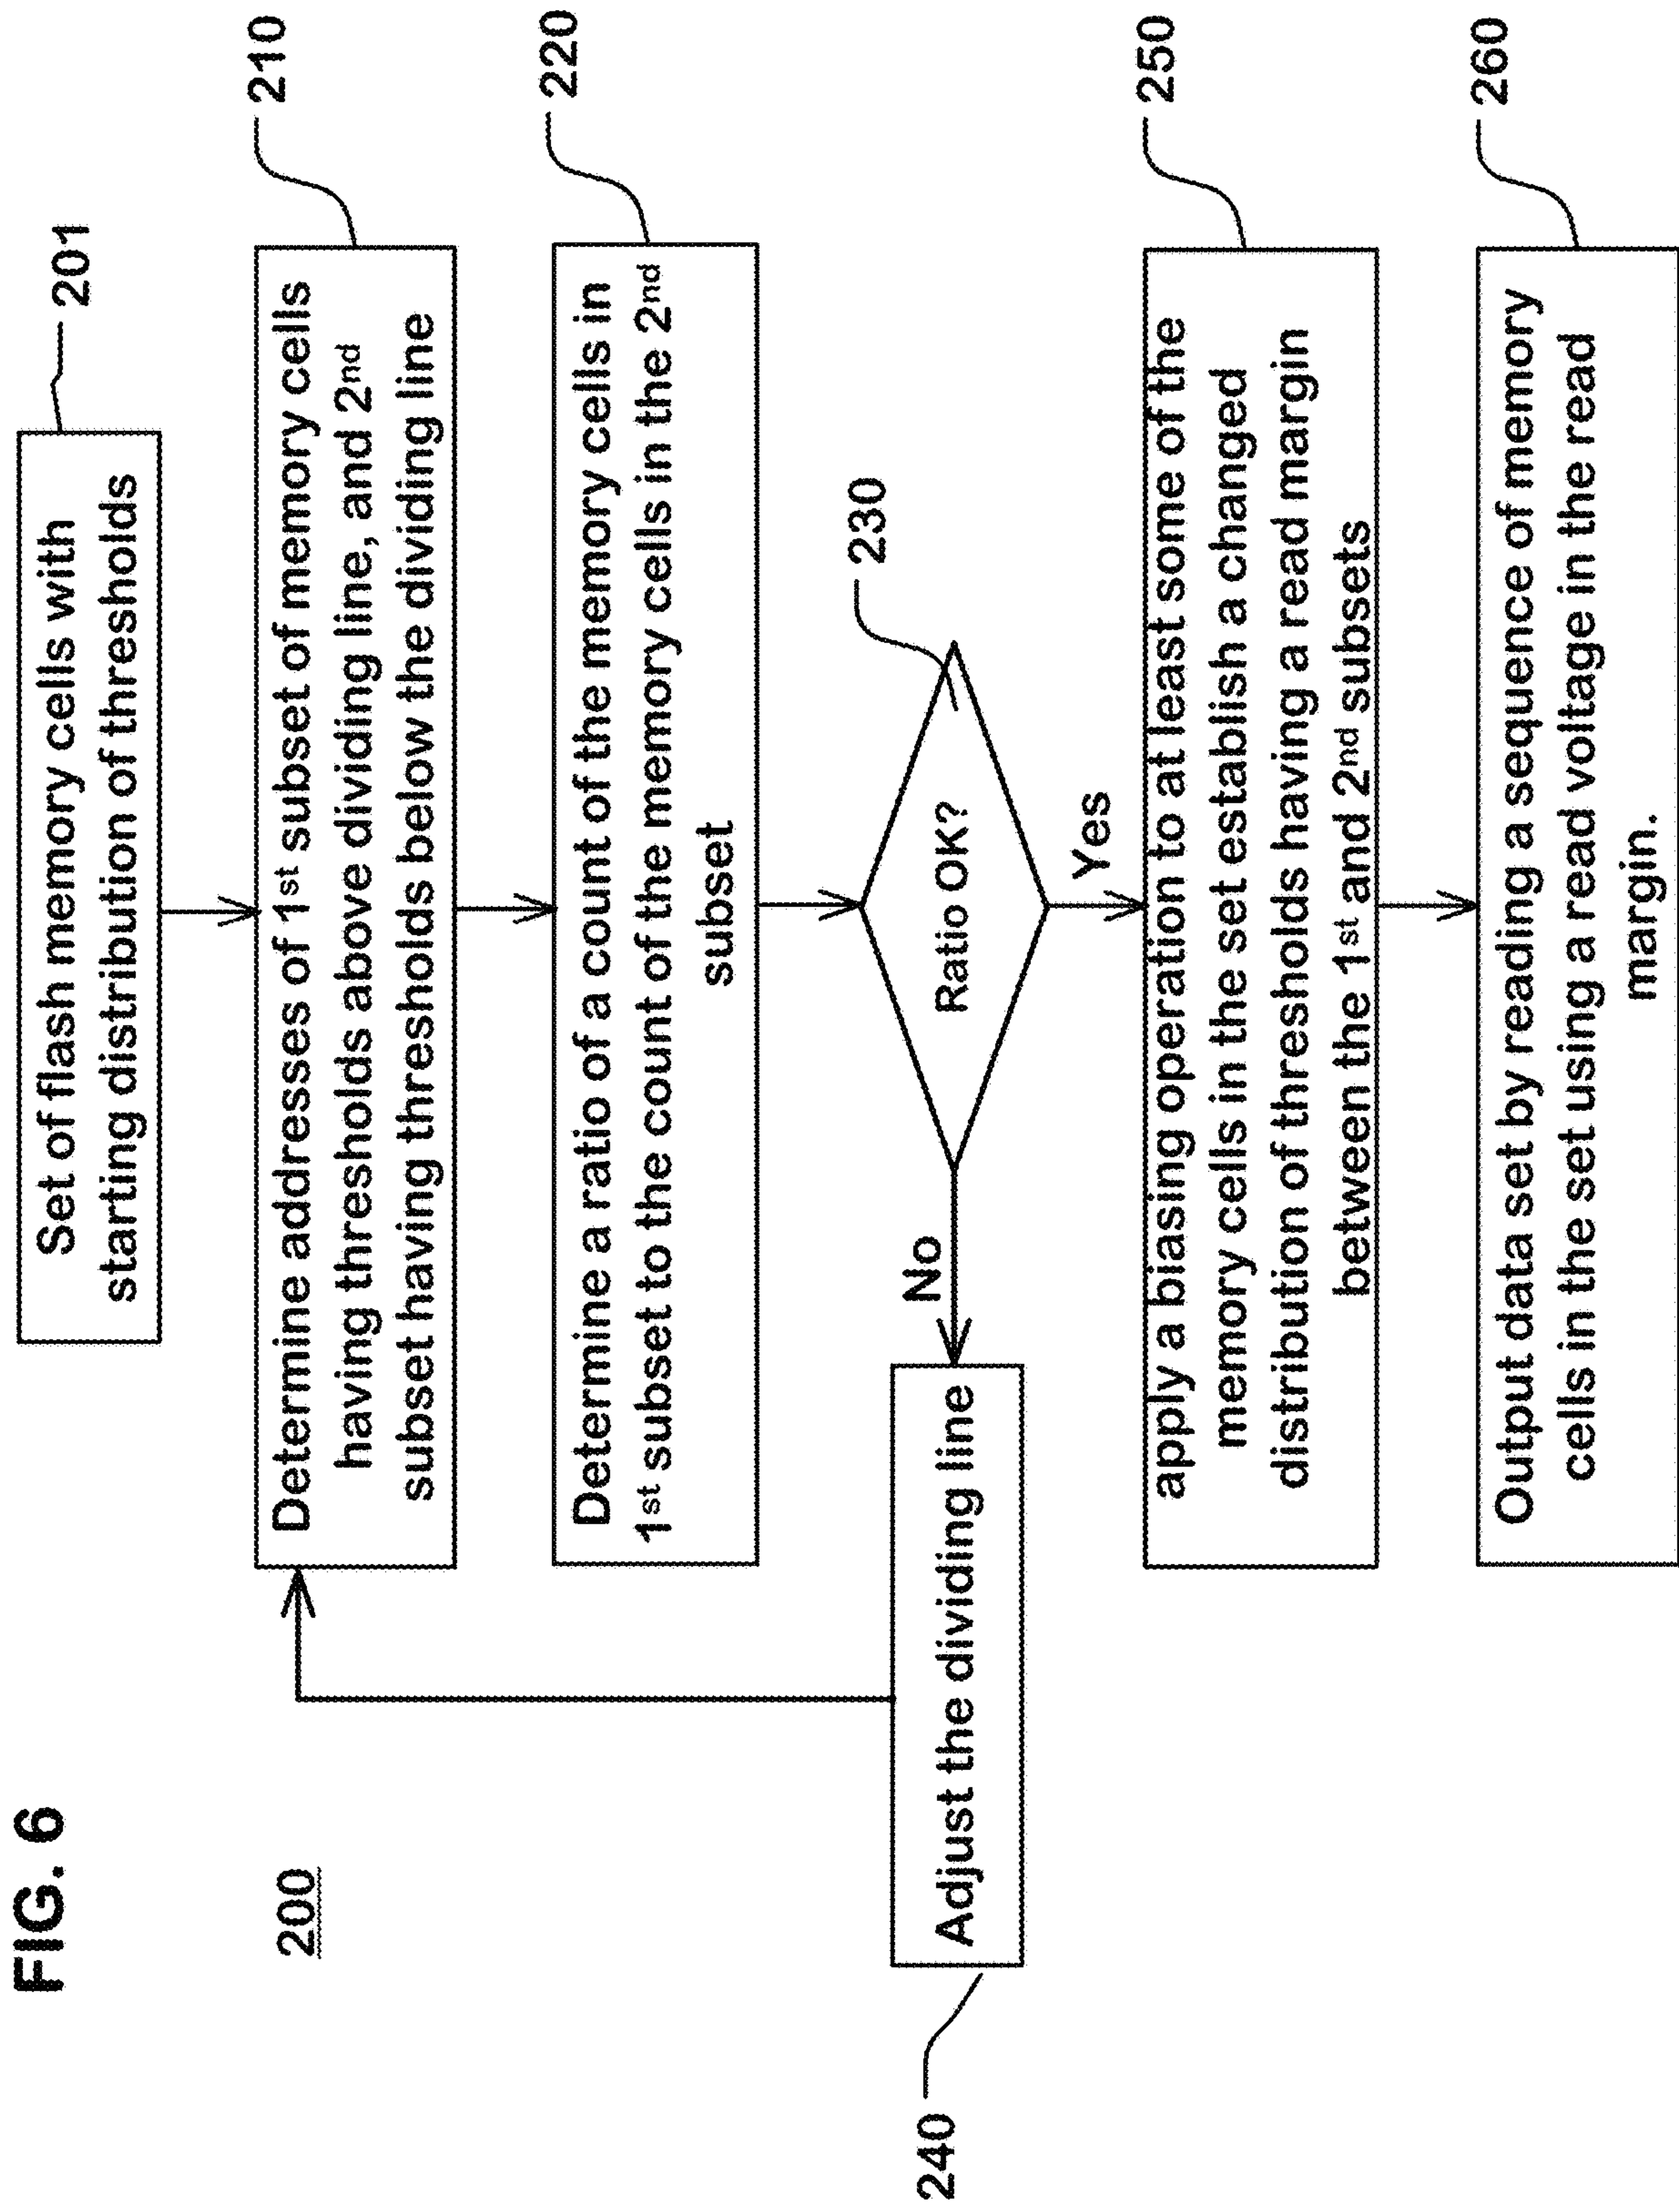 FIG. 6
200
Set of flash memory cells with
starting distribution of thresholds
201
Determine addresses of 1st subset of memory cells
having thresholds above dividing line, and 2nd
subset having thresholds below the dividing line
210
Determine a ratio of a count of the memory cells in
1st subset to the count of the memory cells in the 2nd
subset
220
Ratio OK?
230
No
Yes
Adjust the dividing line
240
apply a biasing operation to at least some of the
memory cells in the set establish a changed
distribution of thresholds having a read margin
between the 1st and 2nd subsets
250
Output data set by reading a sequence of memory
cells in the set using a read voltage in the read
margin.
260